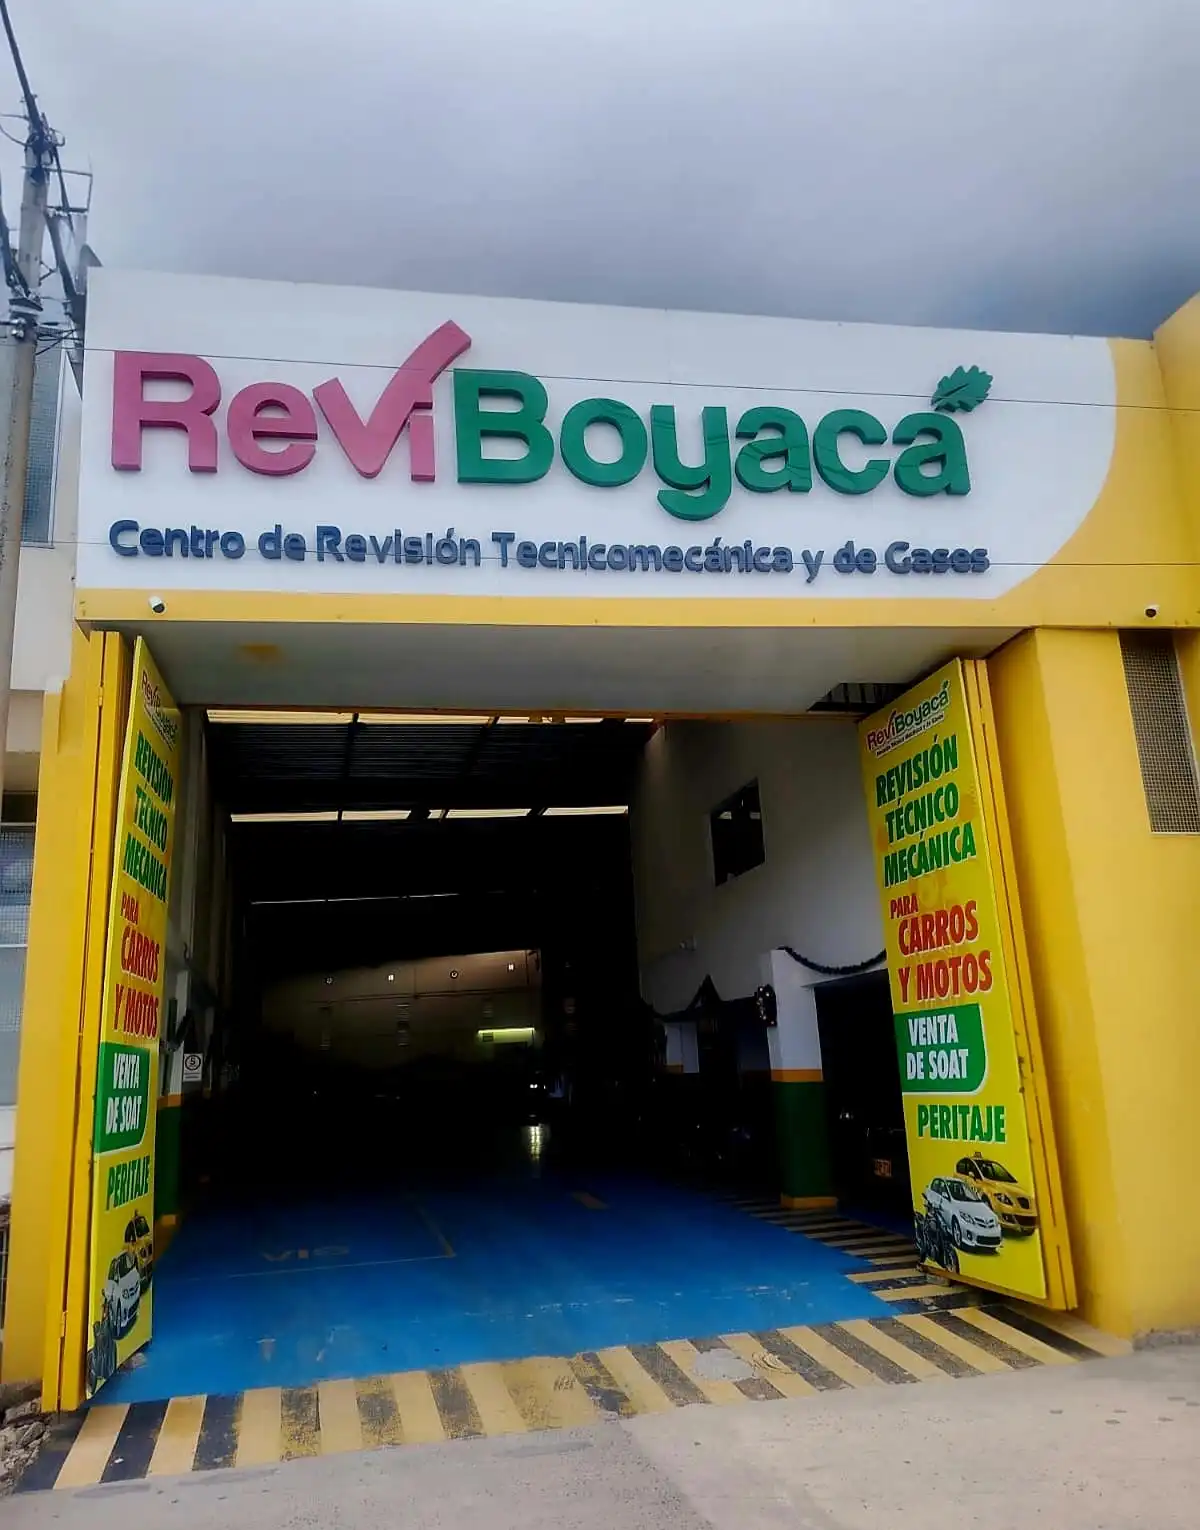 ReviBoyacá
Centro de Revisión Tecnicomecánica y de Gases
ReviBoyacá
REVISIÓN
TÉCNICO
MECÁNICA
PARA
CARROS
Y MOTOS
VENTA
DE SOAT
PERITAJE
ReviBoyacá
REVISIÓN
TÉCNICO
MECÁNICA
PARA
CARROS
Y MOTOS
VENTA
DE SOAT
PERITAJE